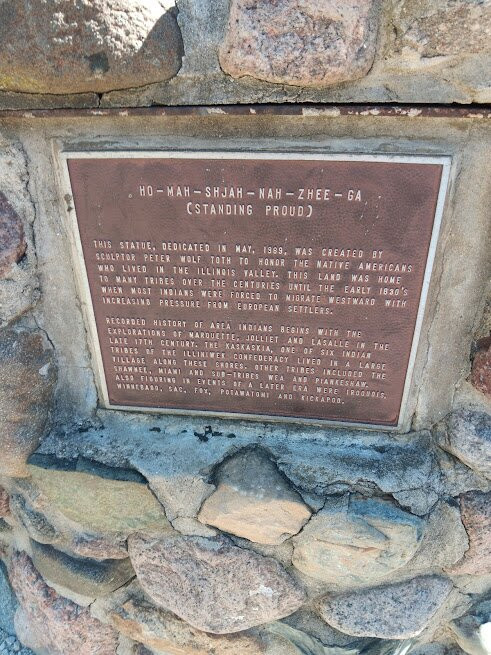 HO-MAH-SHJAH-NAH-ZHEE-GA
(STANDING PROUD)
THIS STATUE, DEDICATED IN MAY, 1989, WAS CREATED BY
SCULPTOR PETER WOLF TOTH TO HONOR THE NATIVE AMERICANS
WHO LIVED IN THE ILLINOIS VALLEY. THIS LAND WAS HOME
TO MANY TRIBES OVER THE CENTURIES UNTIL THE EARLY 1830'S
WHEN MOST INDIANS WERE FORCED TO MIGRATE WESTWARD WITH
INCREASING PRESSURE FROM EUROPEAN SETTLERS.
RECORDED HISTORY OF AREA INDIANS BEGINS WITH THE
EXPLORATIONS OF MARQUETTE, JOLLIET AND LASALLE IN THE
LATE 17TH CENTURY. THE KASKASKIA, ONE OF SIX INDIAN
TRIBES OF THE ILLINIWEK CONFEDERACY LIVED IN A LARGE
VILLAGE ALONG THESE SHORES. OTHER TRIBES INCLUDED THE
SHAWNEE, MIAMI AND SUB-TRIBES WEA AND PIANKESHAW.
ALSO FIGURING IN EVENTS OF A LATER ERA WERE IROQUOIS,
WINNEBAGO, SAC, FOX, POTAWATOMI AND KICKAPOO.